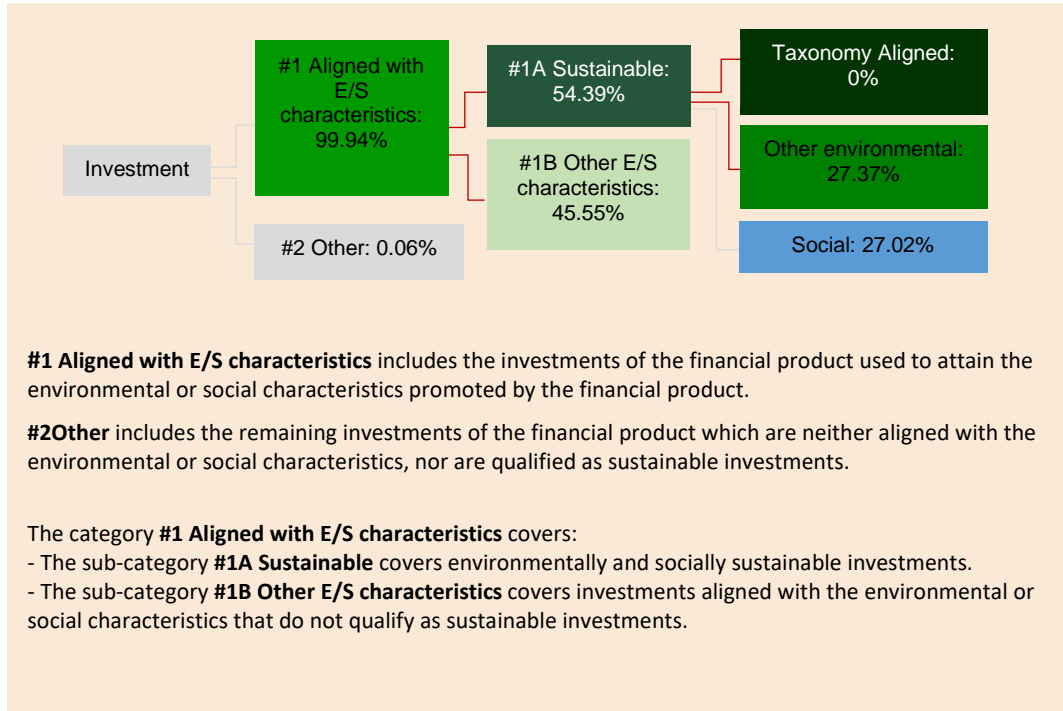 Investment
#1 Aligned with
E/S
characteristics:
99.94%
#2 Other: 0.06%
#1A Sustainable:
54.39%
#1B Other E/S
characteristics:
45.55%
Taxonomy Aligned:
0%
Other environmental:
27.37%
Social: 27.02%
#1 Aligned with E/S characteristics includes the investments of the financial product used to attain the
environmental or social characteristics promoted by the financial product.
#2Other includes the remaining investments of the financial product which are neither aligned with the
environmental or social characteristics, nor are qualified as sustainable investments.
The category #1 Aligned with E/S characteristics covers:
- The sub-category #1A Sustainable covers environmentally and socially sustainable investments.
- The sub-category #1B Other E/S characteristics covers investments aligned with the environmental or
social characteristics that do not qualify as sustainable investments.